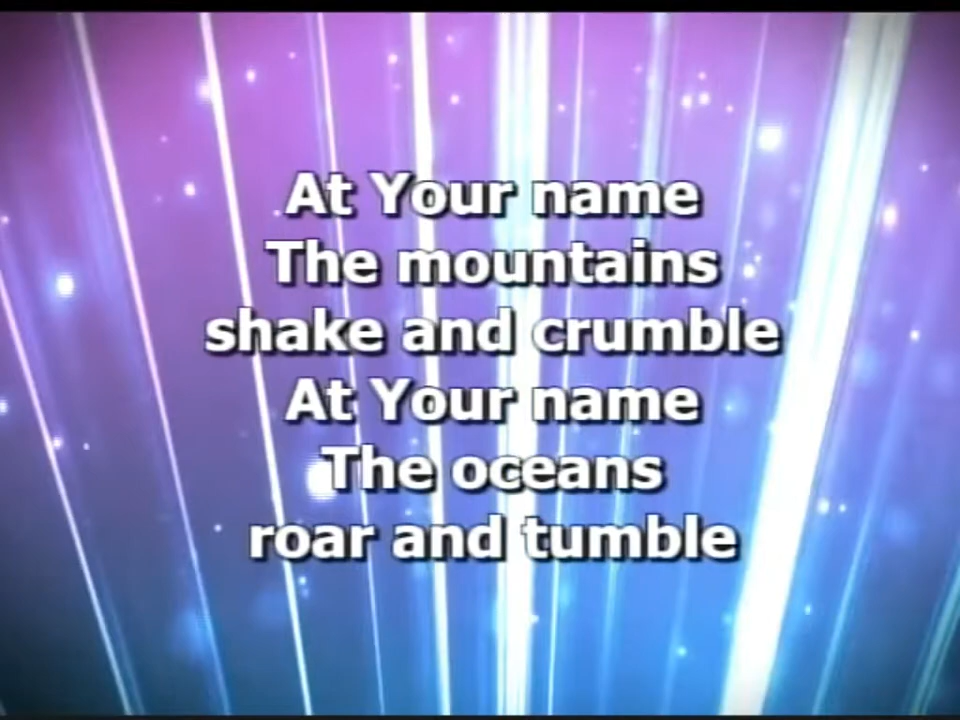 At Your name
The mountains
shake and crumble
At Your name
The oceans
roar and tumble